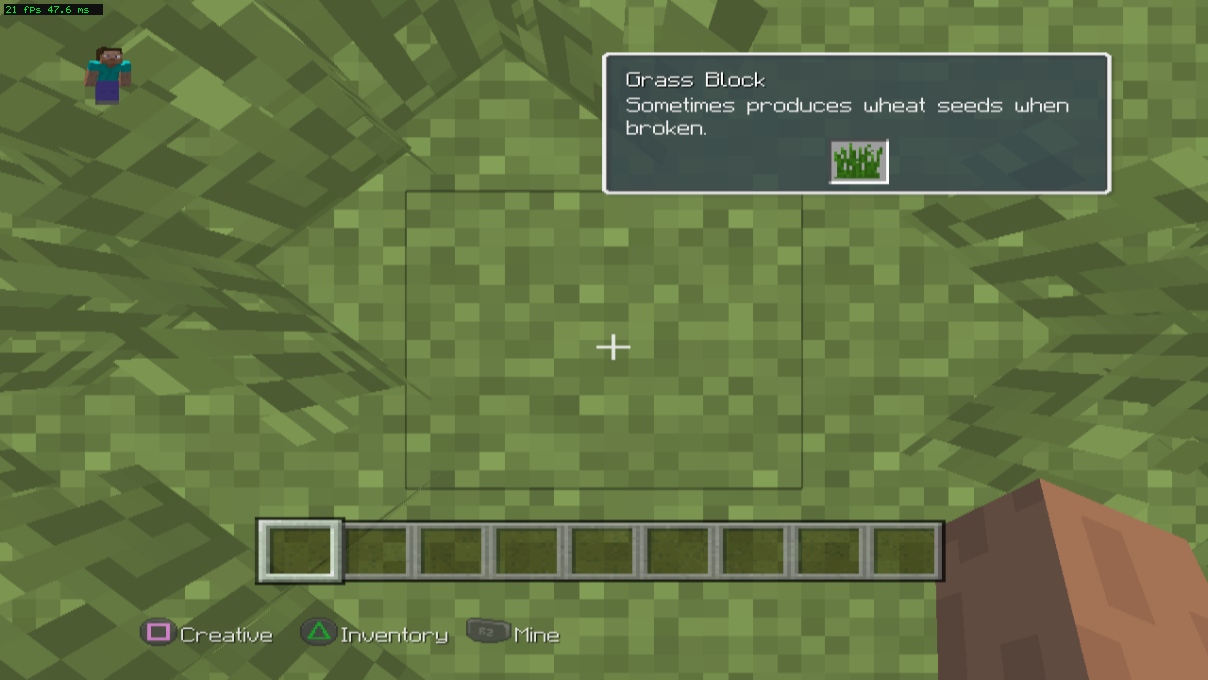 21 fps 47.6 ms
Grass Block
Sometimes produces wheat seeds when
broken.
Creative Inventory R2 Mine